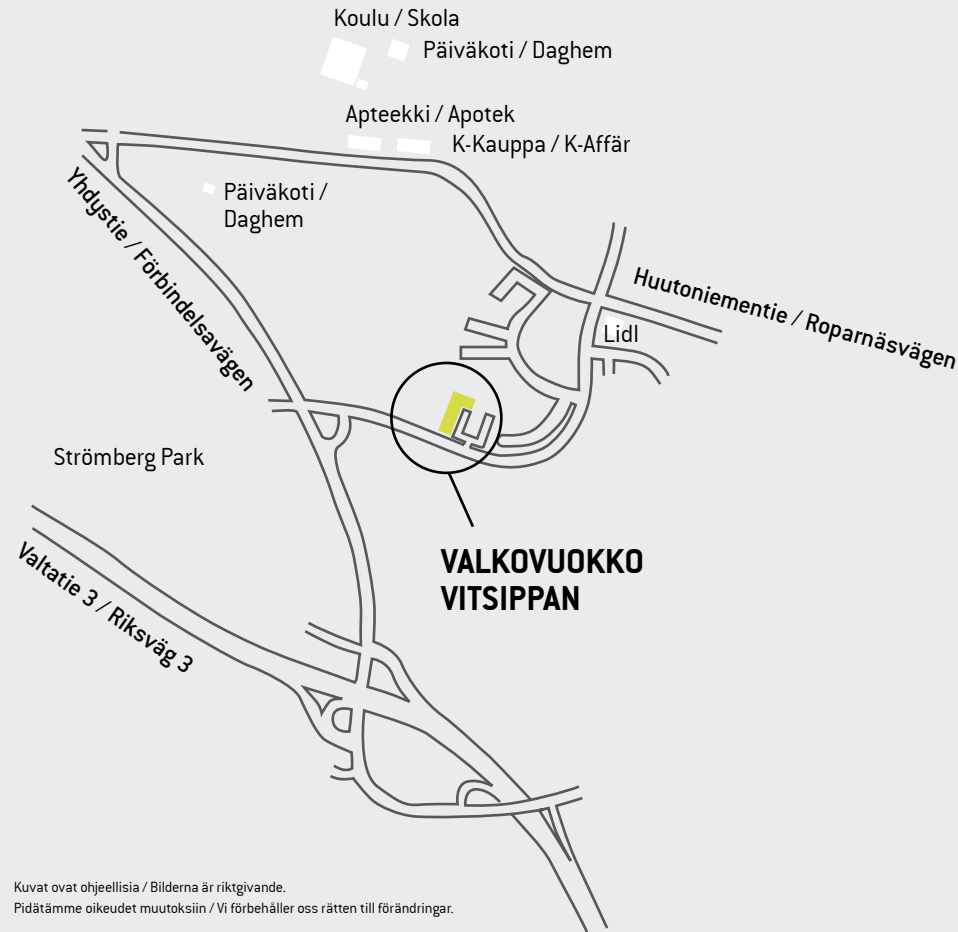 Koulu / Skola
Päiväkoti / Daghem
Apteekki / Apotek
K-Kauppa / K-Affär
Päiväkoti /
Daghem
Yhdystie / Förbindelsavägen
Huutoniementie / Roparnäsvägen
Lidl
Strömberg Park
VALKOVUOKKO
VITSIPPAN
Valtatie 3 / Riksväg 3
Kuvat ovat ohjeellisia / Bilderna är riktgivande.
Pidätämme oikeudet muutoksiin / Vi förbehåller oss rätten till förändringar.